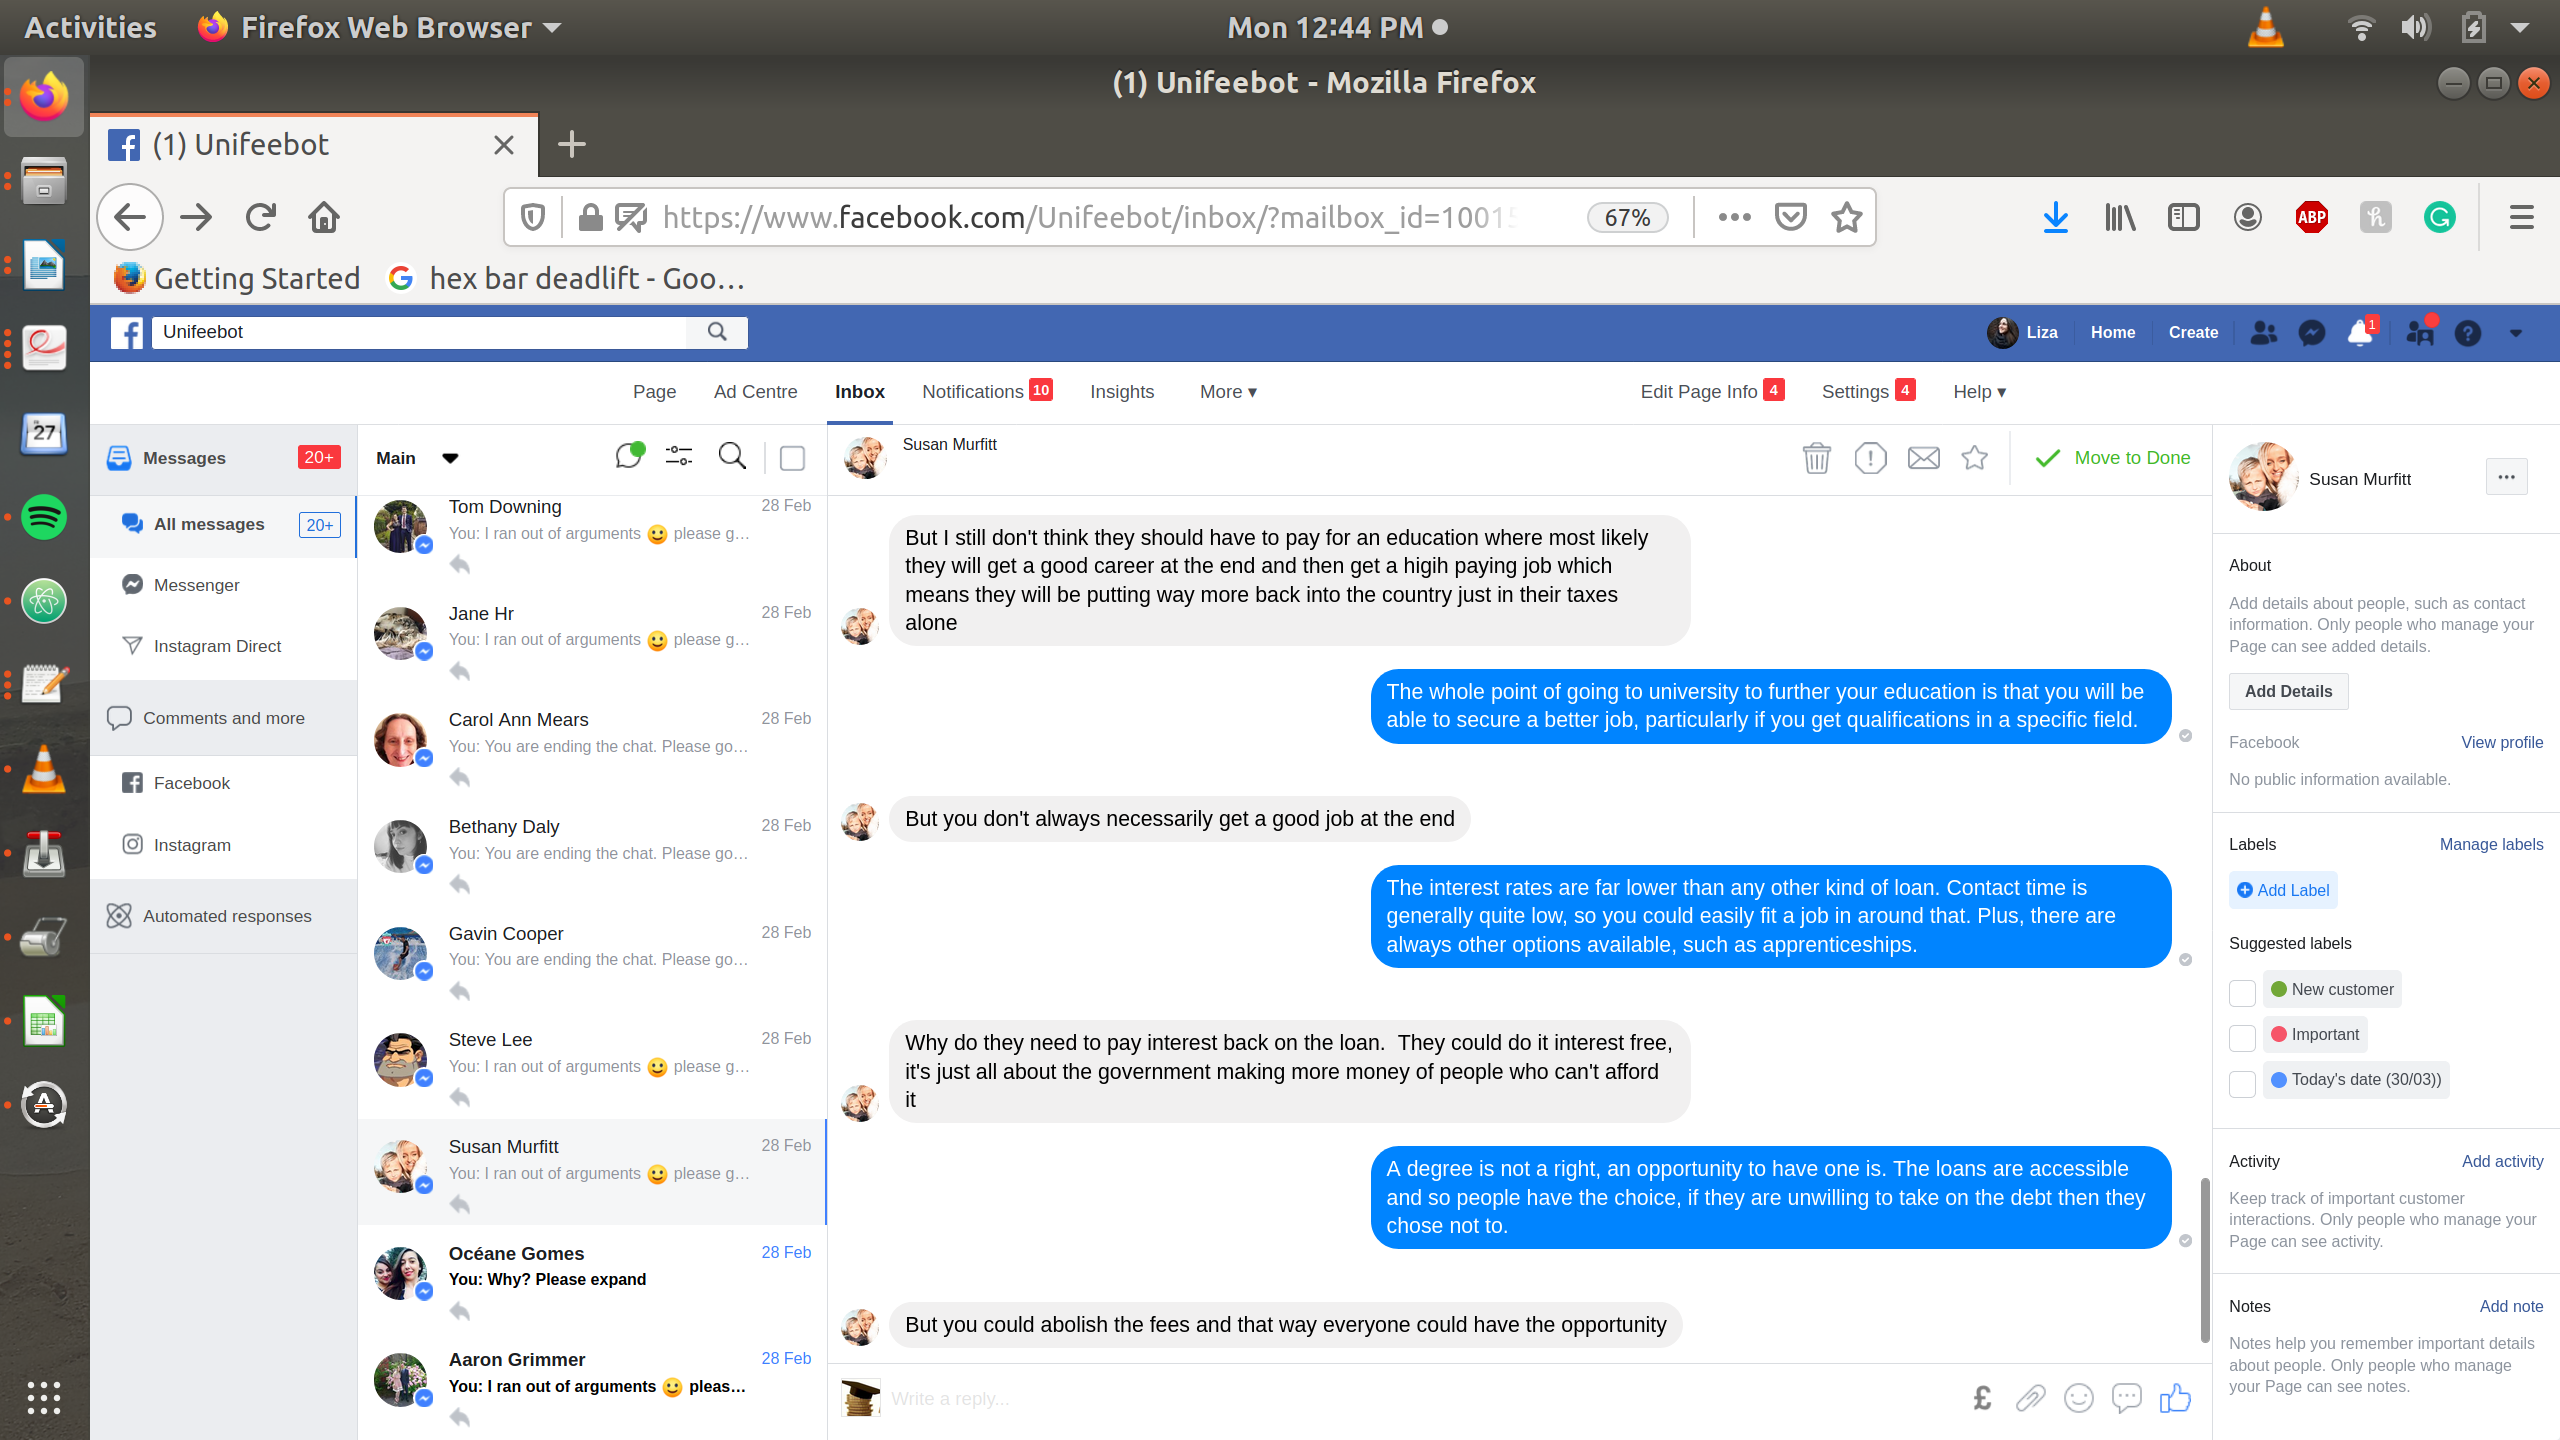 Activities
Firefox Web Browser
Mon 12:44 PM
(1) Unifeebot - Mozilla Firefox
(1) Unifeebot
https://www.facebook.com/Unifeebot/inbox/?mailbox_id=10015
67%
ABP
Getting Started
hex bar deadlift - Goo…
Unifeebot
Liza
Home
Create
1
Page
Ad Centre
Inbox
Notifications 10
Insights
More ▾
Edit Page Info 4
Settings 4
Help ▾
27
Messages 20+
All messages 20+
Messenger
Instagram Direct
Comments and more
Facebook
Instagram
Automated responses
Main
Tom Downing 28 Feb
You: I ran out of arguments 🙂 please g…
Jane Hr 28 Feb
You: I ran out of arguments 🙂 please g…
Carol Ann Mears 28 Feb
You: You are ending the chat. Please go…
Bethany Daly 28 Feb
You: You are ending the chat. Please go…
Gavin Cooper 28 Feb
You: You are ending the chat. Please go…
Steve Lee 28 Feb
You: I ran out of arguments 🙂 please g…
Susan Murfitt 28 Feb
You: I ran out of arguments 🙂 please g…
Océane Gomes 28 Feb
You: Why? Please expand
Aaron Grimmer 28 Feb
You: I ran out of arguments 🙂 pleas…
Susan Murfitt
Move to Done
But I still don't think they should have to pay for an education where most likely
they will get a good career at the end and then get a higih paying job which
means they will be putting way more back into the country just in their taxes
alone
The whole point of going to university to further your education is that you will be
able to secure a better job, particularly if you get qualifications in a specific field.
But you don't always necessarily get a good job at the end
The interest rates are far lower than any other kind of loan. Contact time is
generally quite low, so you could easily fit a job in around that. Plus, there are
always other options available, such as apprenticeships.
Why do they need to pay interest back on the loan.  They could do it interest free,
it's just all about the government making more money of people who can't afford
it
A degree is not a right, an opportunity to have one is. The loans are accessible
and so people have the choice, if they are unwilling to take on the debt then they
chose not to.
But you could abolish the fees and that way everyone could have the opportunity
Write a reply...
£
Susan Murfitt
About
Add details about people, such as contact
information. Only people who manage your
Page can see added details.
Add Details
Facebook View profile
No public information available.
Labels Manage labels
Add Label
Suggested labels
New customer
Important
Today's date (30/03))
Activity Add activity
Keep track of important customer
interactions. Only people who manage your
Page can see activity.
Notes Add note
Notes help you remember important details
about people. Only people who manage
your Page can see notes.